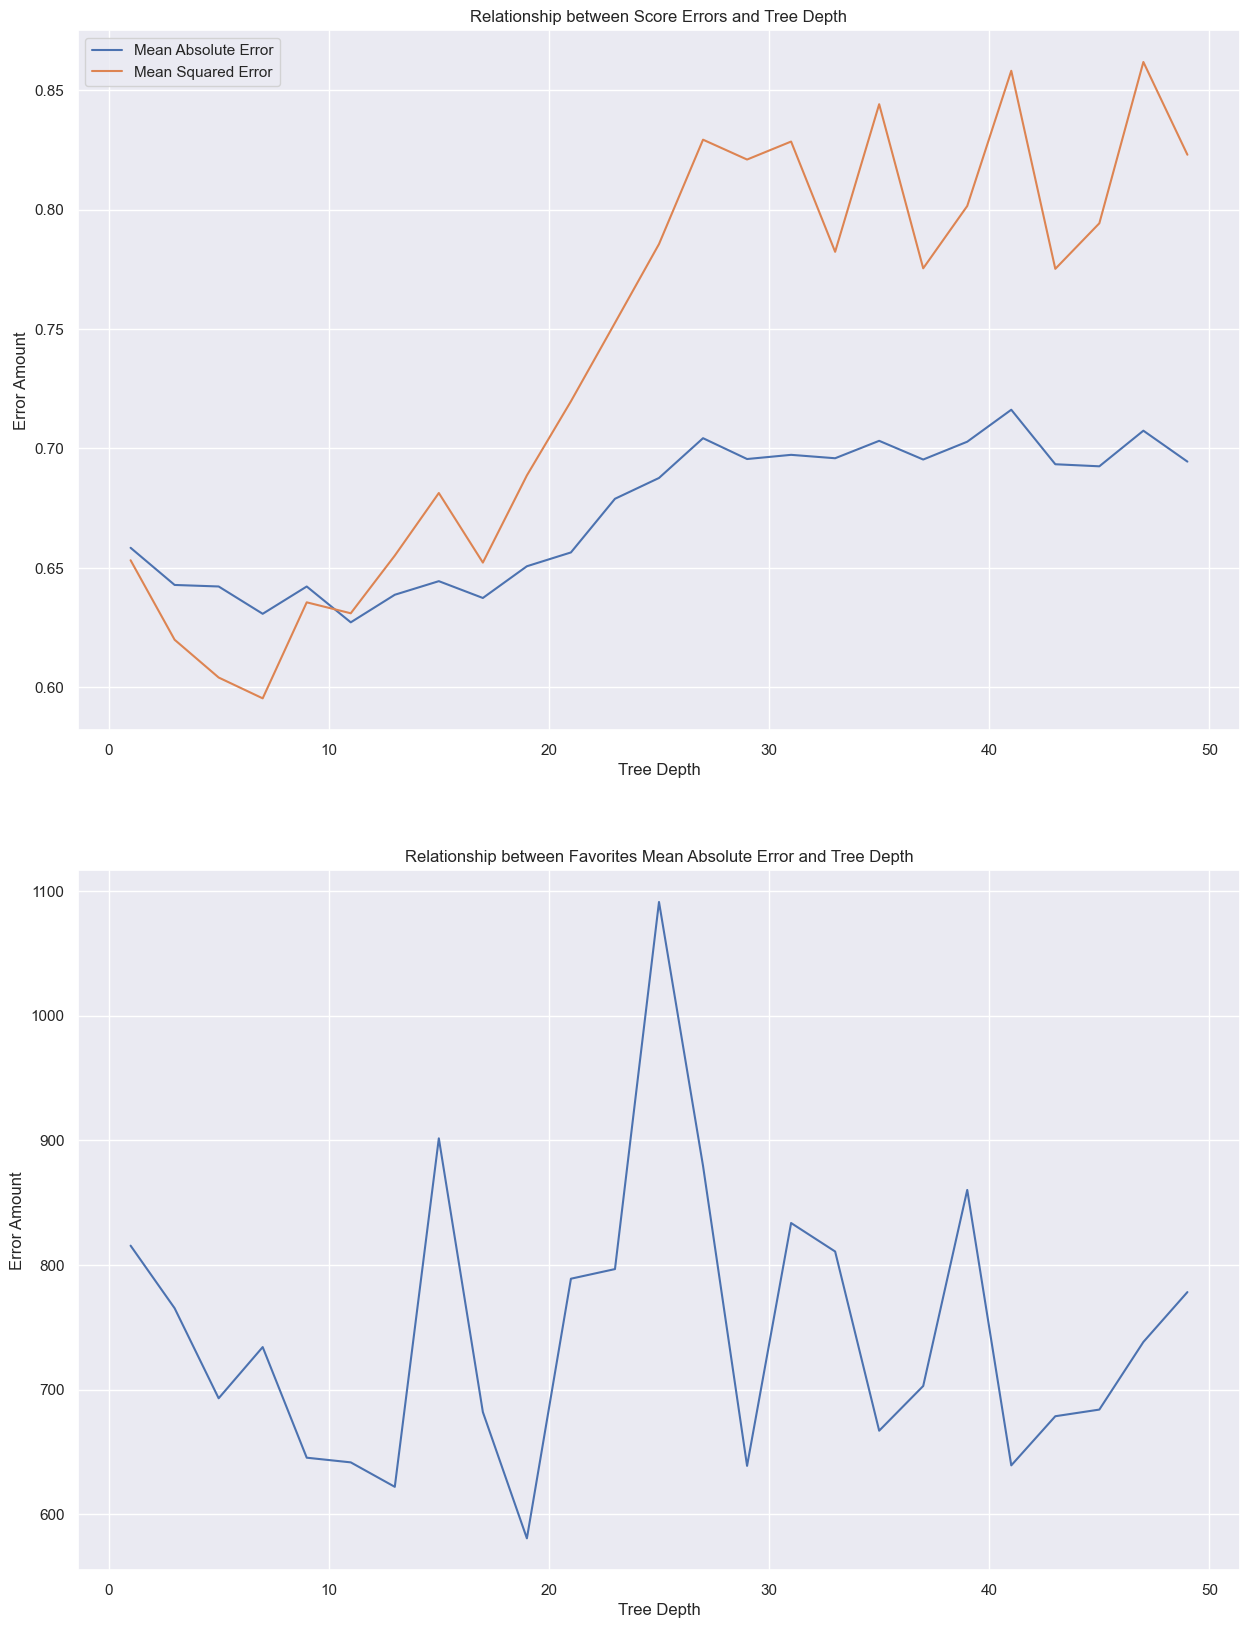 Relationship between Score Errors and Tree Depth
Mean Absolute Error
Mean Squared Error
0.85
0.80
0.75
0.70
0.65
0.60
Error Amount
0 10 20 30 40 50
Tree Depth
Relationship between Favorites Mean Absolute Error and Tree Depth
1100
1000
900
800
700
600
Error Amount
0 10 20 30 40 50
Tree Depth